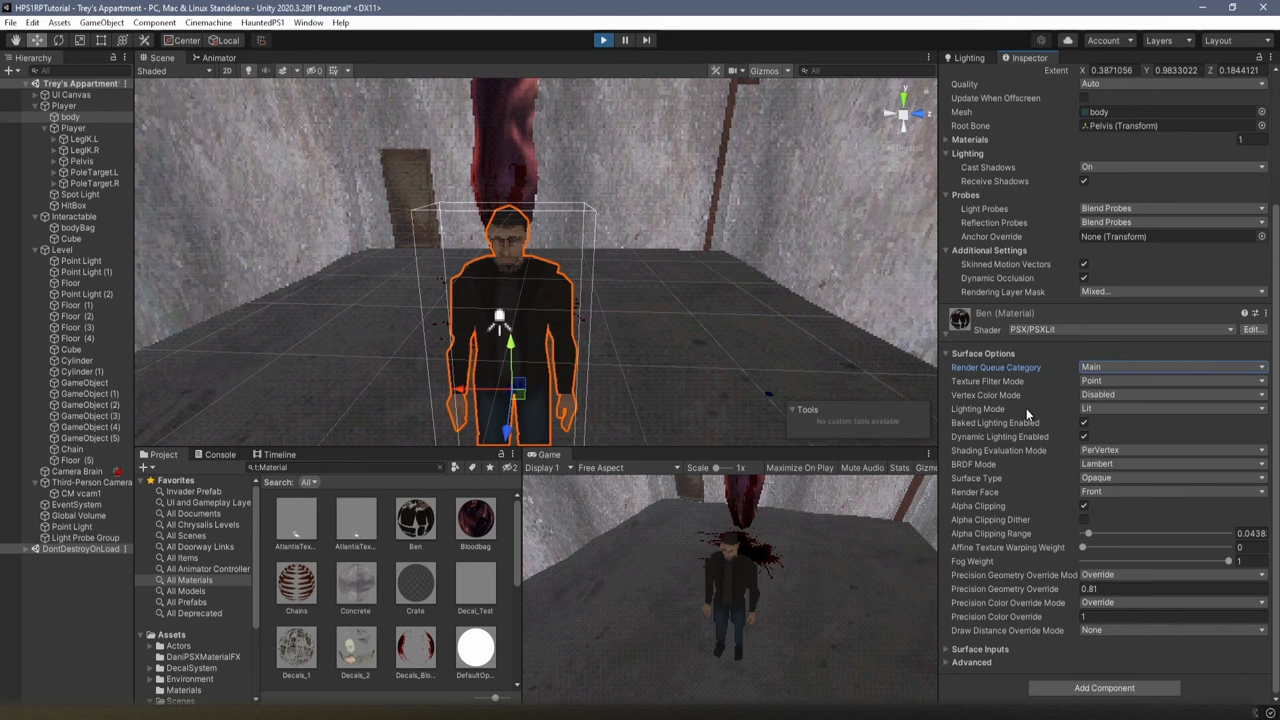 HPS1RPTutorial - Trey's Appartment - PC, Mac & Linux Standalone - Unity 2020.3.28f1 Personal* <DX11>
File Edit Assets GameObject Component Cinemachine HauntedPS1 Window Help
Center Local Account Layers Layout
Hierarchy
All
Trey's Appartment
UI Canvas
Player
body
Player
LegIK.L
LegIK.R
Pelvis
PoleTarget.L
PoleTarget.R
Spot Light
HitBox
Interactable
bodyBag
Cube
Level
Point Light
Point Light (1)
Floor
Point Light (2)
Floor (1)
Floor (2)
Floor (3)
Floor (4)
Cube
Cylinder
Cylinder (1)
GameObject
GameObject (1)
GameObject (2)
GameObject (3)
GameObject (4)
GameObject (5)
Chain
Floor (5)
Camera Brain
Third-Person Camera
CM vcam1
EventSystem
Global Volume
Point Light
Light Probe Group
DontDestroyOnLoad
Scene Animator
Shaded 2D 0 Gizmos All
y
z
Tools
No custom tools available
Project Console Timeline
t:Material 2
Favorites
Invader Prefab
UI and Gameplay Laye
All Documents
All Chrysalis Levels
All Scenes
All Doorway Links
All Items
All Animator Controller
All Materials
All Models
All Prefabs
All Deprecated
Assets
Actors
DaniPSXMaterialFX
DecalSystem
Environment
Materials
Scenes
Search: All
AtlantisTex... AtlantisTex... Ben Bloodbag
Chains Concrete Crate Decal_Test
Decals_1 Decals_2 Decals_Blo... DefaultOp...
Game
Display 1 Free Aspect Scale 1x Maximize On Play Mute Audio Stats Gizmo
Lighting Inspector
Extent X 0.3871056 Y 0.9833022 Z 0.1844121
Quality Auto
Update When Offscreen
Mesh body
Root Bone Pelvis (Transform)
Materials 1
Lighting
Cast Shadows On
Receive Shadows
Probes
Light Probes Blend Probes
Reflection Probes Blend Probes
Anchor Override None (Transform)
Additional Settings
Skinned Motion Vectors
Dynamic Occlusion
Rendering Layer Mask Mixed...
Ben (Material)
Shader PSX/PSXLit Edit...
Surface Options
Render Queue Category Main
Texture Filter Mode Point
Vertex Color Mode Disabled
Lighting Mode Lit
Baked Lighting Enabled
Dynamic Lighting Enabled
Shading Evaluation Mode PerVertex
BRDF Mode Lambert
Surface Type Opaque
Render Face Front
Alpha Clipping
Alpha Clipping Dither
Alpha Clipping Range 0.0438
Affine Texture Warping Weight 0
Fog Weight 1
Precision Geometry Override Mod Override
Precision Geometry Override 0.81
Precision Color Override Mode Override
Precision Color Override 1
Draw Distance Override Mode None
Surface Inputs
Advanced
Add Component